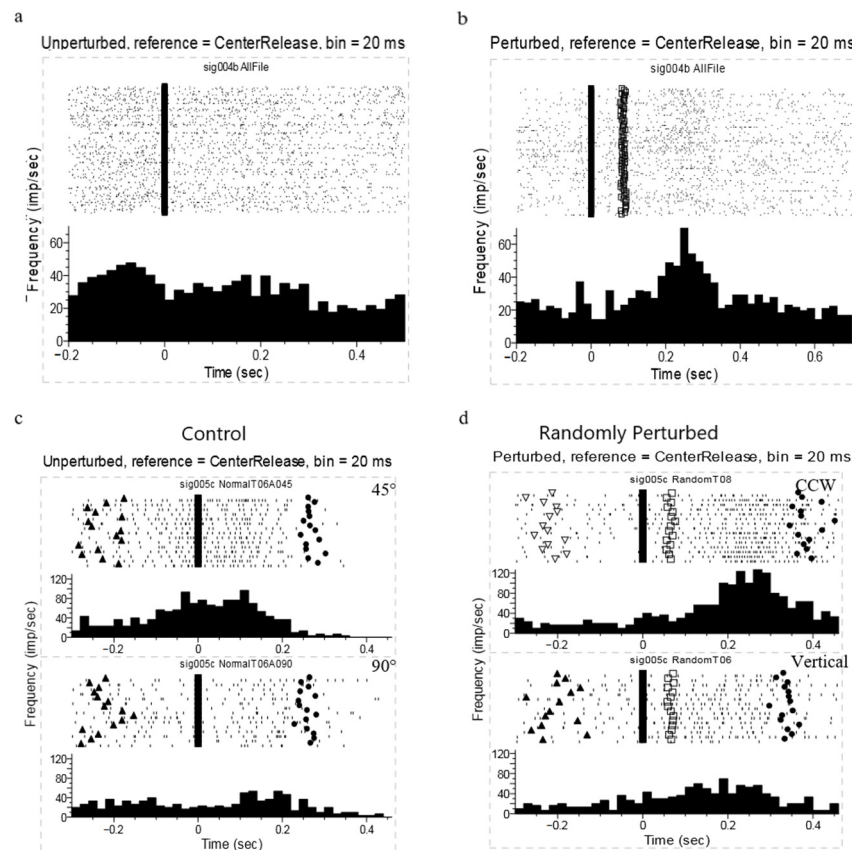 a
Unperturbed, reference = CenterRelease, bin = 20 ms
sig004b AllFile
Frequency (imp/sec)
60
40
20
0
−0.2 0 0.2 0.4
Time (sec)
b
Perturbed, reference = CenterRelease, bin = 20 ms
sig004b AllFile
Frequency (imp/sec)
60
40
20
0
−0.2 0 0.2 0.4 0.6
Time (sec)
c
Control
Unperturbed, reference = CenterRelease, bin = 20 ms
sig005c NormalT06A045
45°
Frequency (imp/sec)
120
80
40
0
−0.2 0 0.2 0.4
sig005c NormalT06A090
90°
120
80
40
0
−0.2 0 0.2 0.4
Time (sec)
d
Randomly Perturbed
Perturbed, reference = CenterRelease, bin = 20 ms
sig005c RandomT08
CCW
Frequency (imp/sec)
120
80
40
0
−0.2 0 0.2 0.4
sig005c RandomT06
Vertical
120
80
40
0
−0.2 0 0.2 0.4
Time (sec)